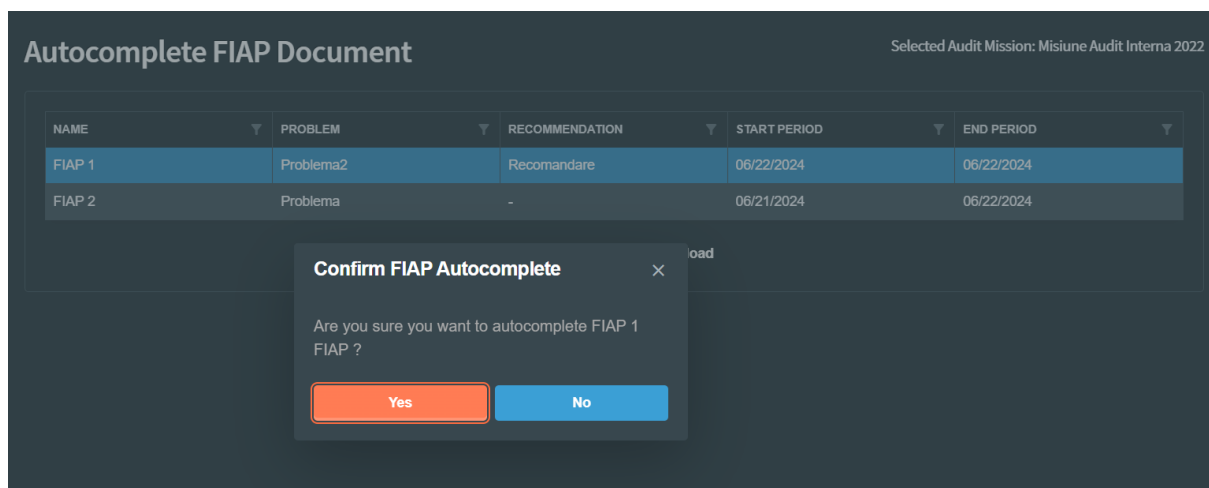 Autocomplete FIAP Document
Selected Audit Mission: Misiune Audit Interna 2022
NAME PROBLEM RECOMMENDATION START PERIOD END PERIOD
FIAP 1 Problema2 Recomandare 06/22/2024 06/22/2024
FIAP 2 Problema - 06/21/2024 06/22/2024
Confirm FIAP Autocomplete
Are you sure you want to autocomplete FIAP 1
FIAP ?
Yes No